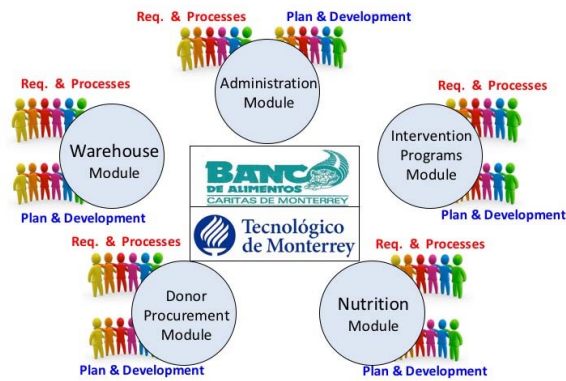 Req. & Processes
Plan & Development
Administration
Module
Req. & Processes
Warehouse
Module
Plan & Development
Req. & Processes
Intervention
Programs
Module
Plan & Development
BANCO
DE ALIMENTOS
CARITAS DE MONTERREY
Tecnológico
de Monterrey
Req. & Processes
Donor
Procurement
Module
Plan & Development
Req. & Processes
Nutrition
Module
Plan & Development